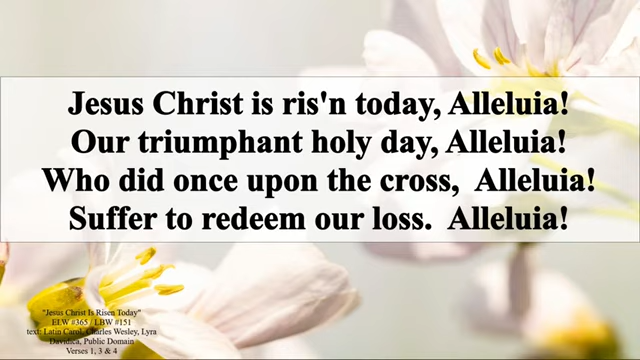 Jesus Christ is ris'n today, Alleluia!
Our triumphant holy day, Alleluia!
Who did once upon the cross,  Alleluia!
Suffer to redeem our loss.  Alleluia!
"Jesus Christ Is Risen Today"
ELW #365 / LBW #151
text: Latin Carol, Charles Wesley, Lyra
Davidica, Public Domain
Verses 1, 3 & 4